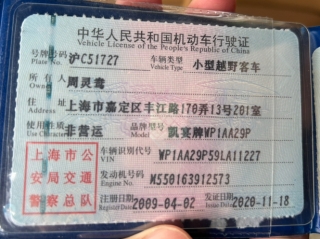 中华人民共和国机动车行驶证
Vehicle License of the People's Republic of China
号牌号码 沪C51727 车辆类型 小型越野客车
Plate No. Vehicle Type
所有人 周灵鸯
Owner
住址 上海市嘉定区丰江路170弄13号201室
Address
使用性质 非营运 品牌型号 凯宴牌WP1AA29P
Use Character Model
上海市公 车辆识别代号 WP1AA29P59LA11227
VIN
安局交通 发动机号码 M550163912573
Engine No.
警察总队 注册日期 2009-04-02 发证日期 2020-11-18
Register Date Issue Date